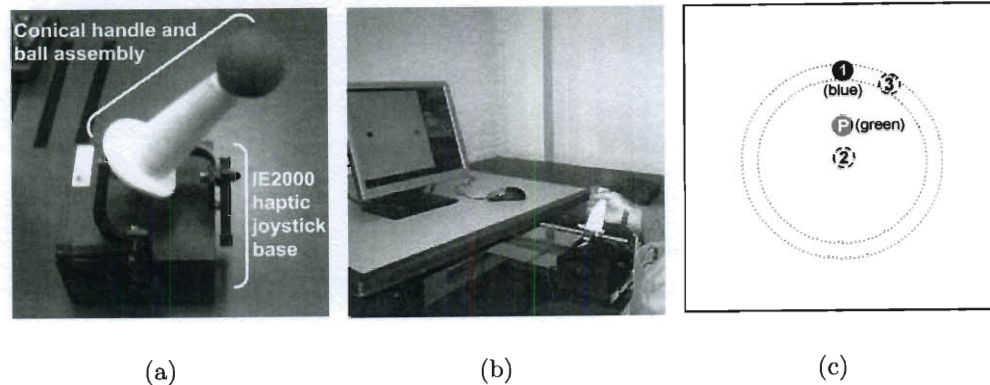 Conical handle and
ball assembly
IE2000
haptic
joystick
base
1
(blue)
3
P (green)
2
(a)
(b)
(c)